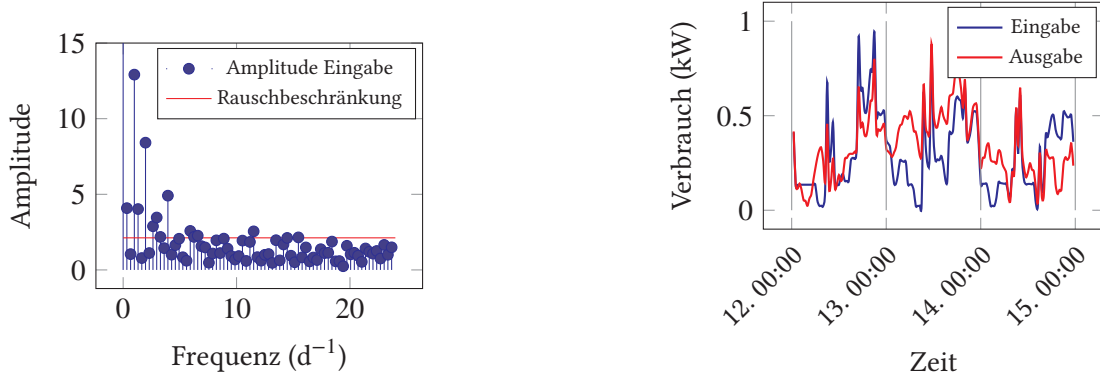 15
10
5
0
0
10
20
Amplitude
Frequenz (d⁻¹)
Amplitude Eingabe
Rauschbeschränkung
1
0.5
0
12. 00:00
13. 00:00
14. 00:00
15. 00:00
Verbrauch (kW)
Zeit
Eingabe
Ausgabe